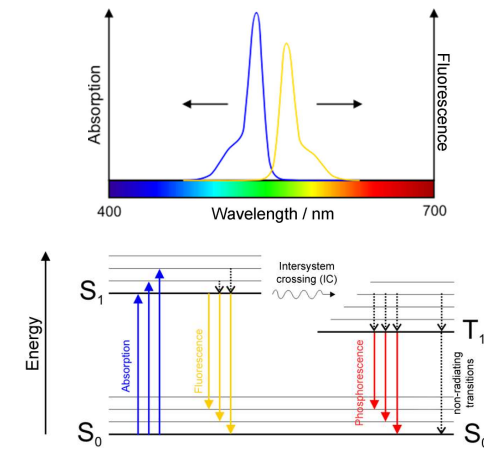 Absorption
Fluorescence
400
Wavelength / nm
700
Energy
S1
Absorption
Fluorescence
Intersystem
crossing (IC)
T1
Phosphorescence
non-radiating
transitions
S0
S0